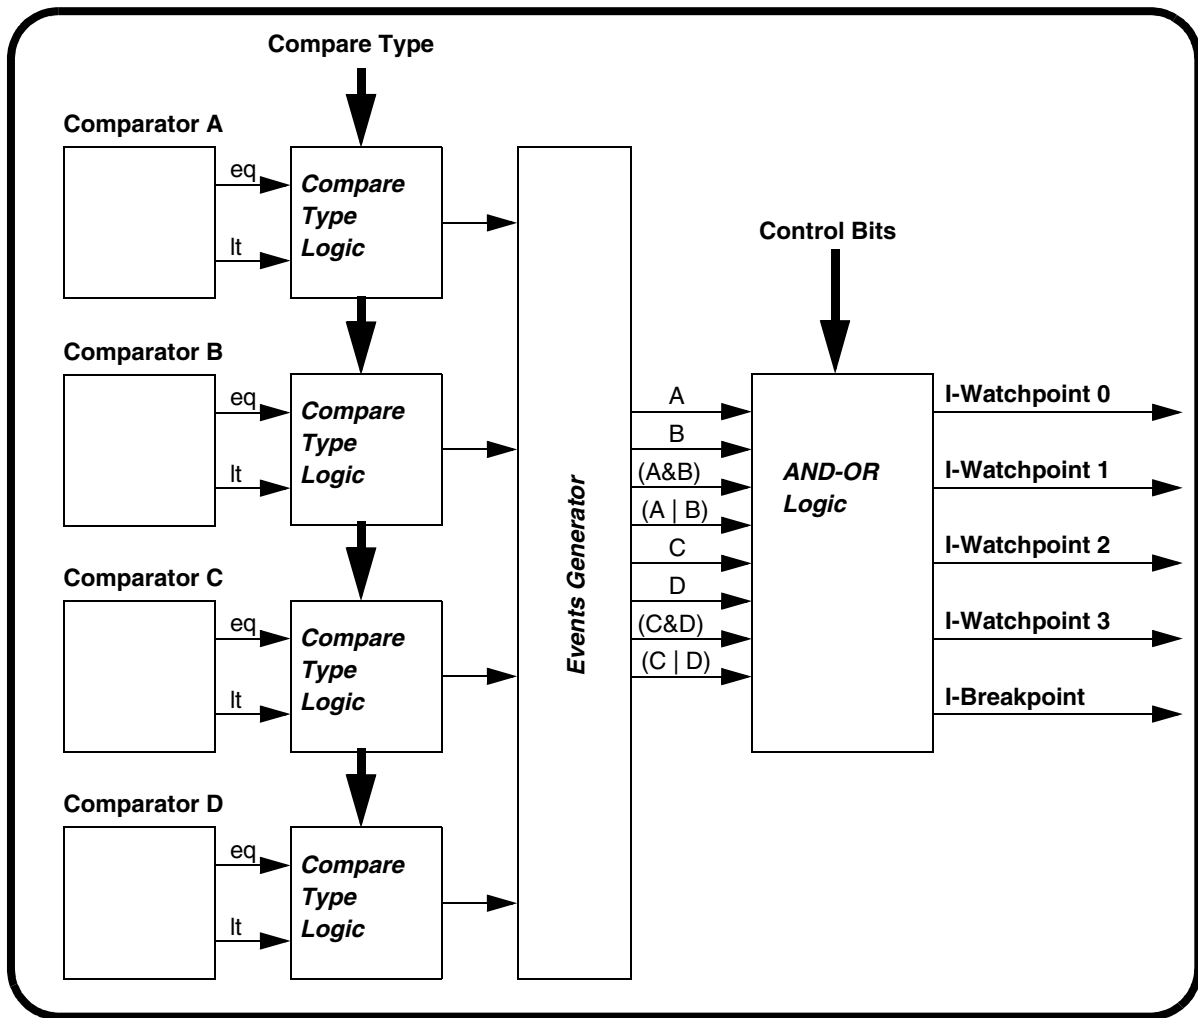 Compare Type
Comparator A
eq
lt
Compare
Type
Logic
Control Bits
Comparator B
eq
lt
Compare
Type
Logic
Comparator C
eq
lt
Compare
Type
Logic
Comparator D
eq
lt
Compare
Type
Logic
Events Generator
A
B
(A&B)
(A | B)
C
D
(C&D)
(C | D)
AND-OR
Logic
I-Watchpoint 0
I-Watchpoint 1
I-Watchpoint 2
I-Watchpoint 3
I-Breakpoint